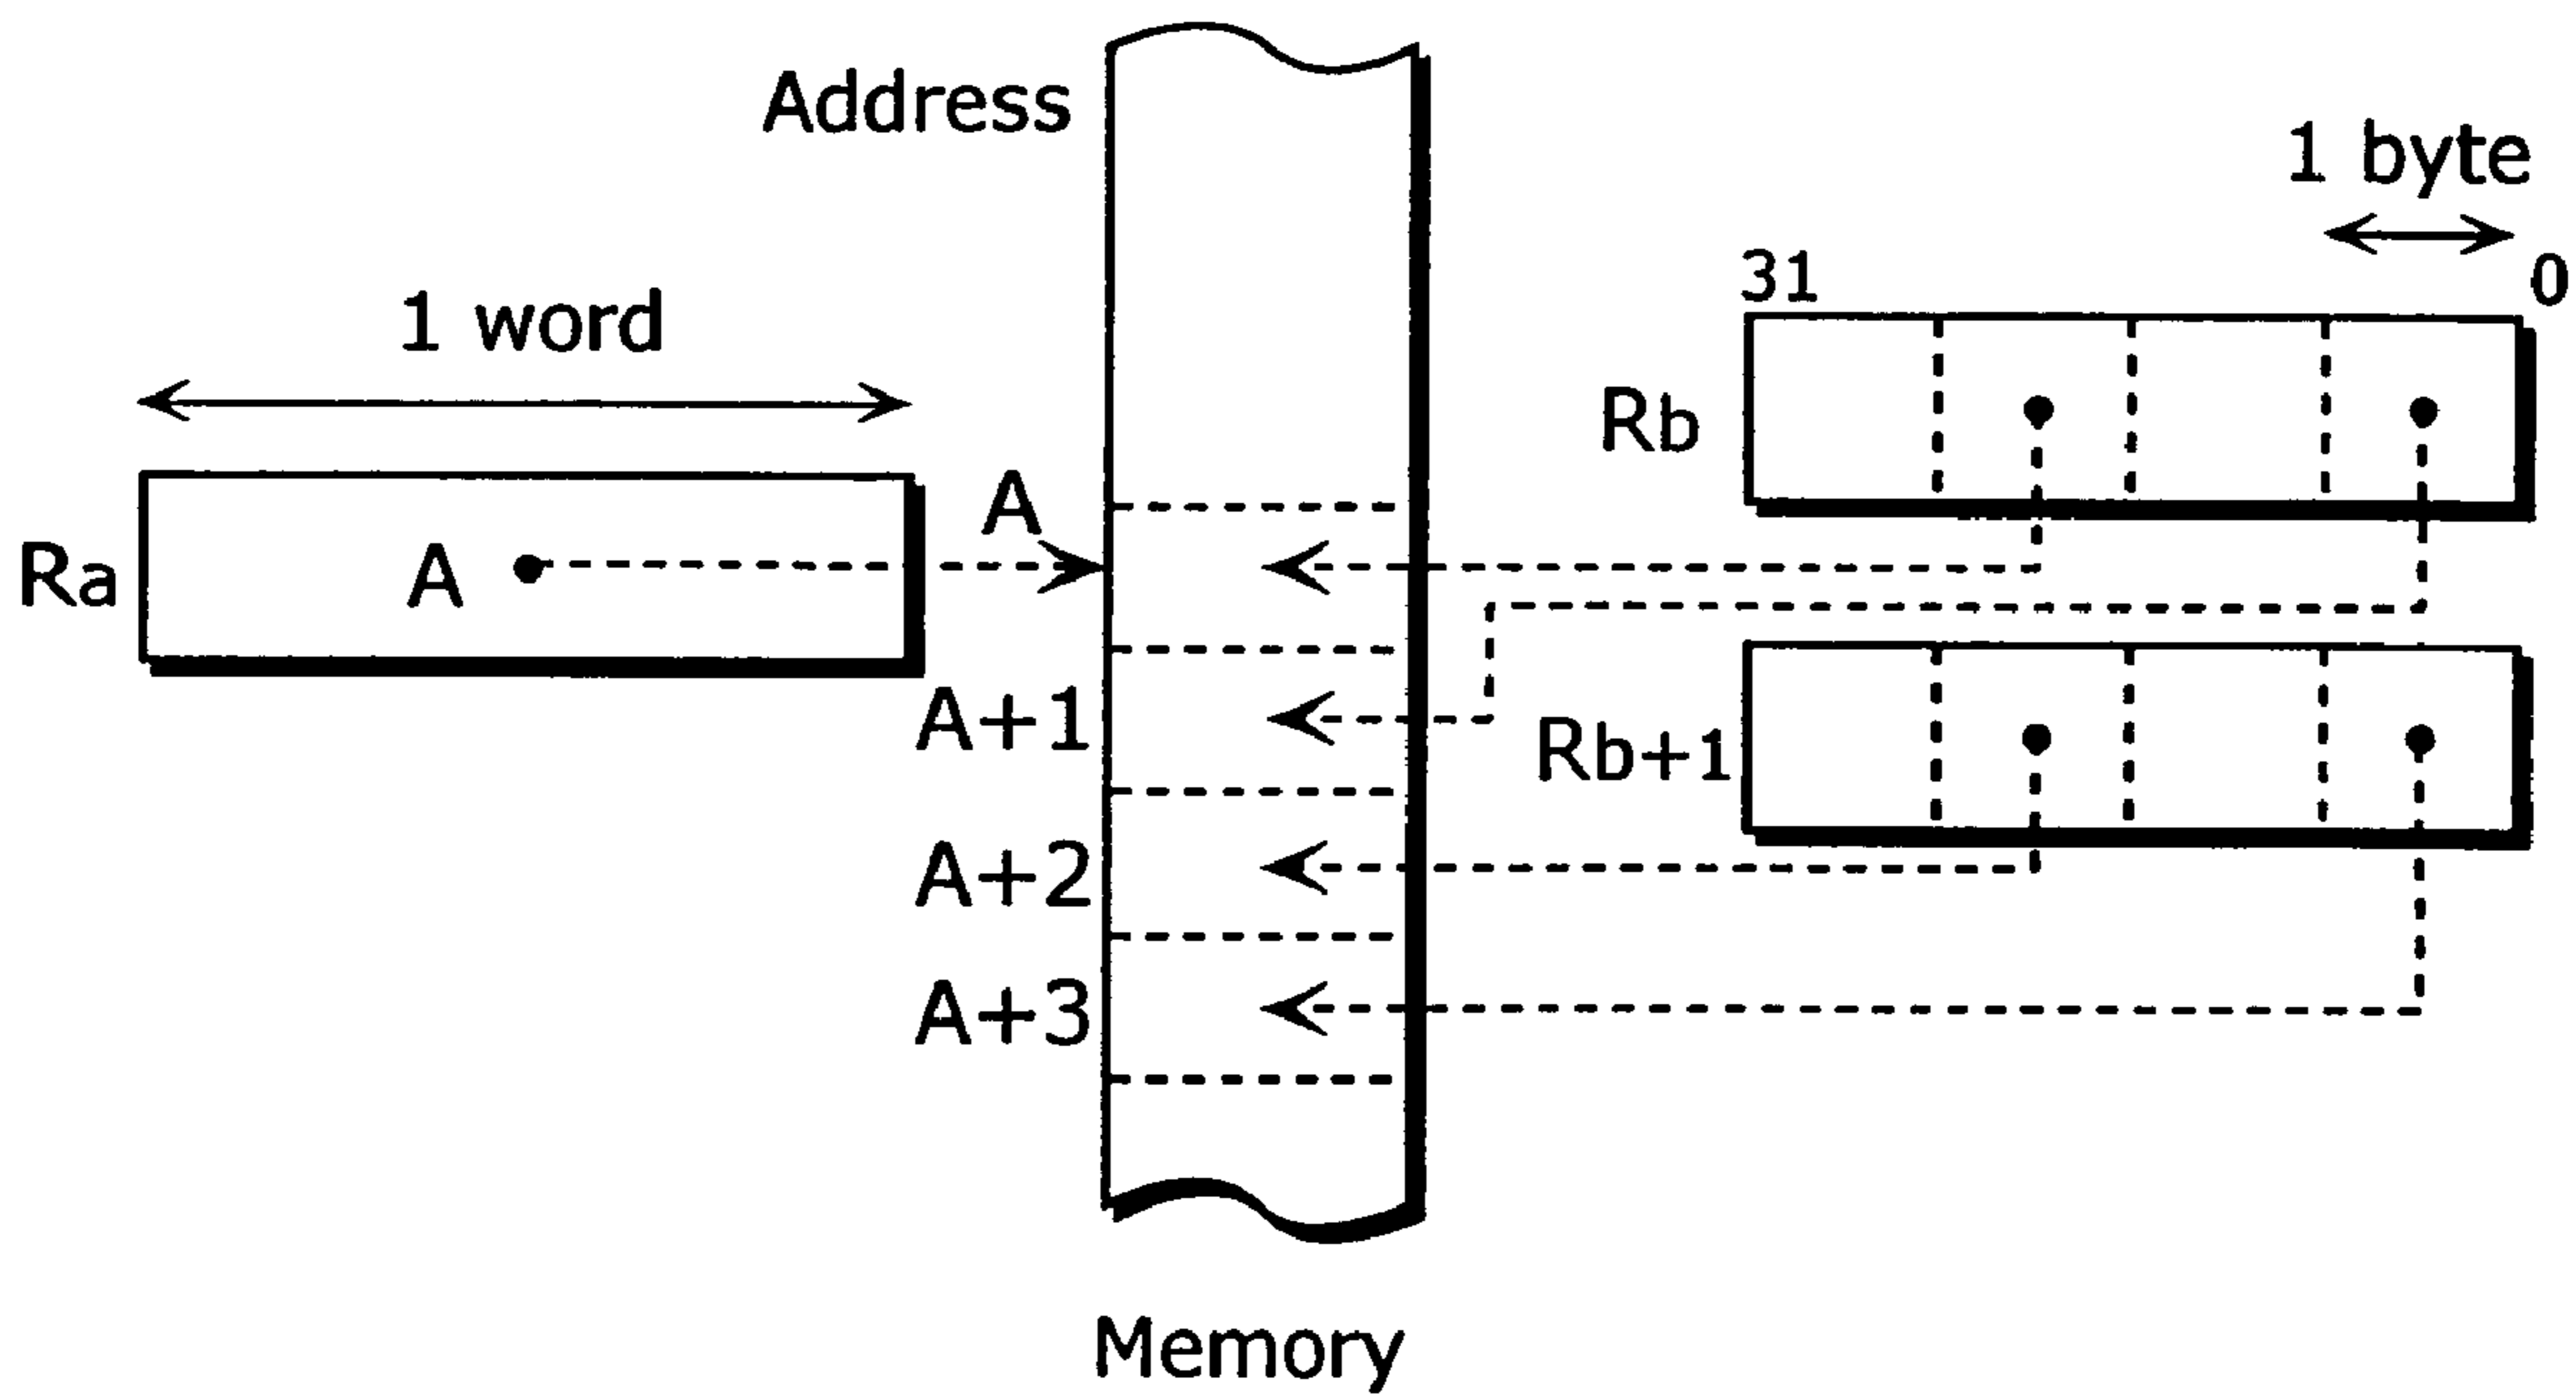 Address
1 byte
31
0
1 word
Rb
A
Ra
A
A+1
Rb+1
A+2
A+3
Memory